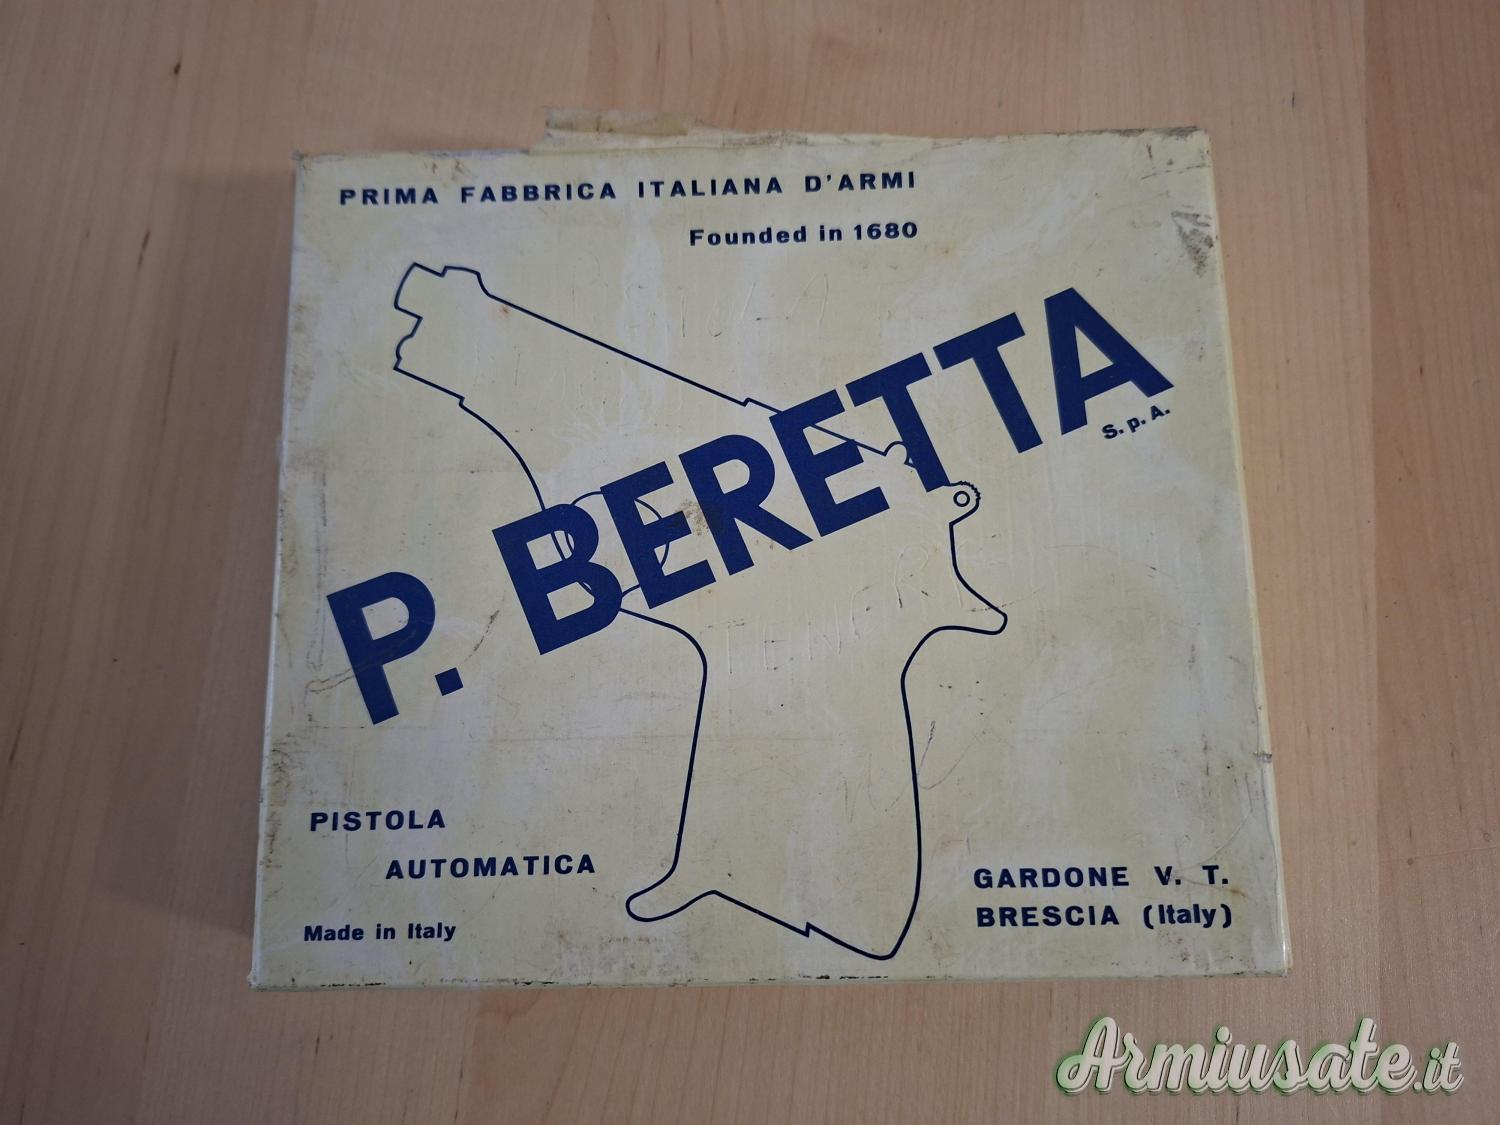 PRIMA FABBRICA ITALIANA D'ARMI
Founded in 1680
P. BERETTA
S.p.A.
PISTOLA
AUTOMATICA
Made in Italy
GARDONE V. T.
BRESCIA (Italy)
Armiusate.it